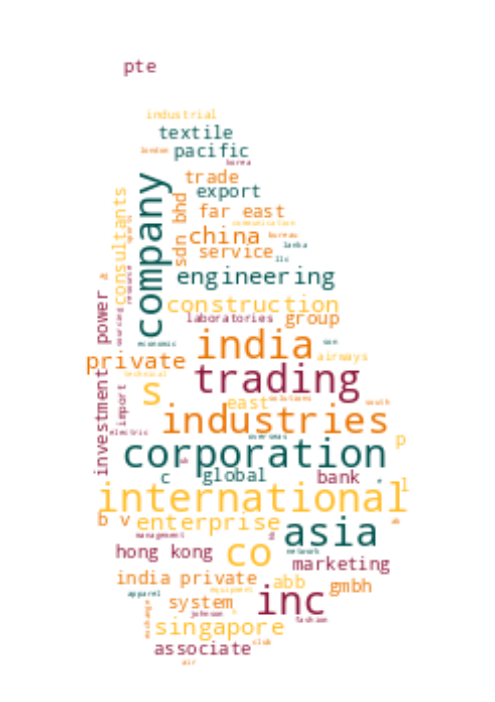 pte
industrial
textile
london
pacific
korea
trade
export
consultants
company
sdn bhd
far east
china
service
lanka
llc
engineering
resource
a
power
construction
laboratories
group
economic
india
private
airways
technical
trading
s
east
solutions
south
investment
import
industries
electric
overseas
p
corporation
c
global
bank
international
l
b v
enterprise
asia
management
co
network
hong kong
marketing
india private
abb
gmbh
equipment
apparel
system
inc
exchange
johnson
fashion
singapore
club
associate
air